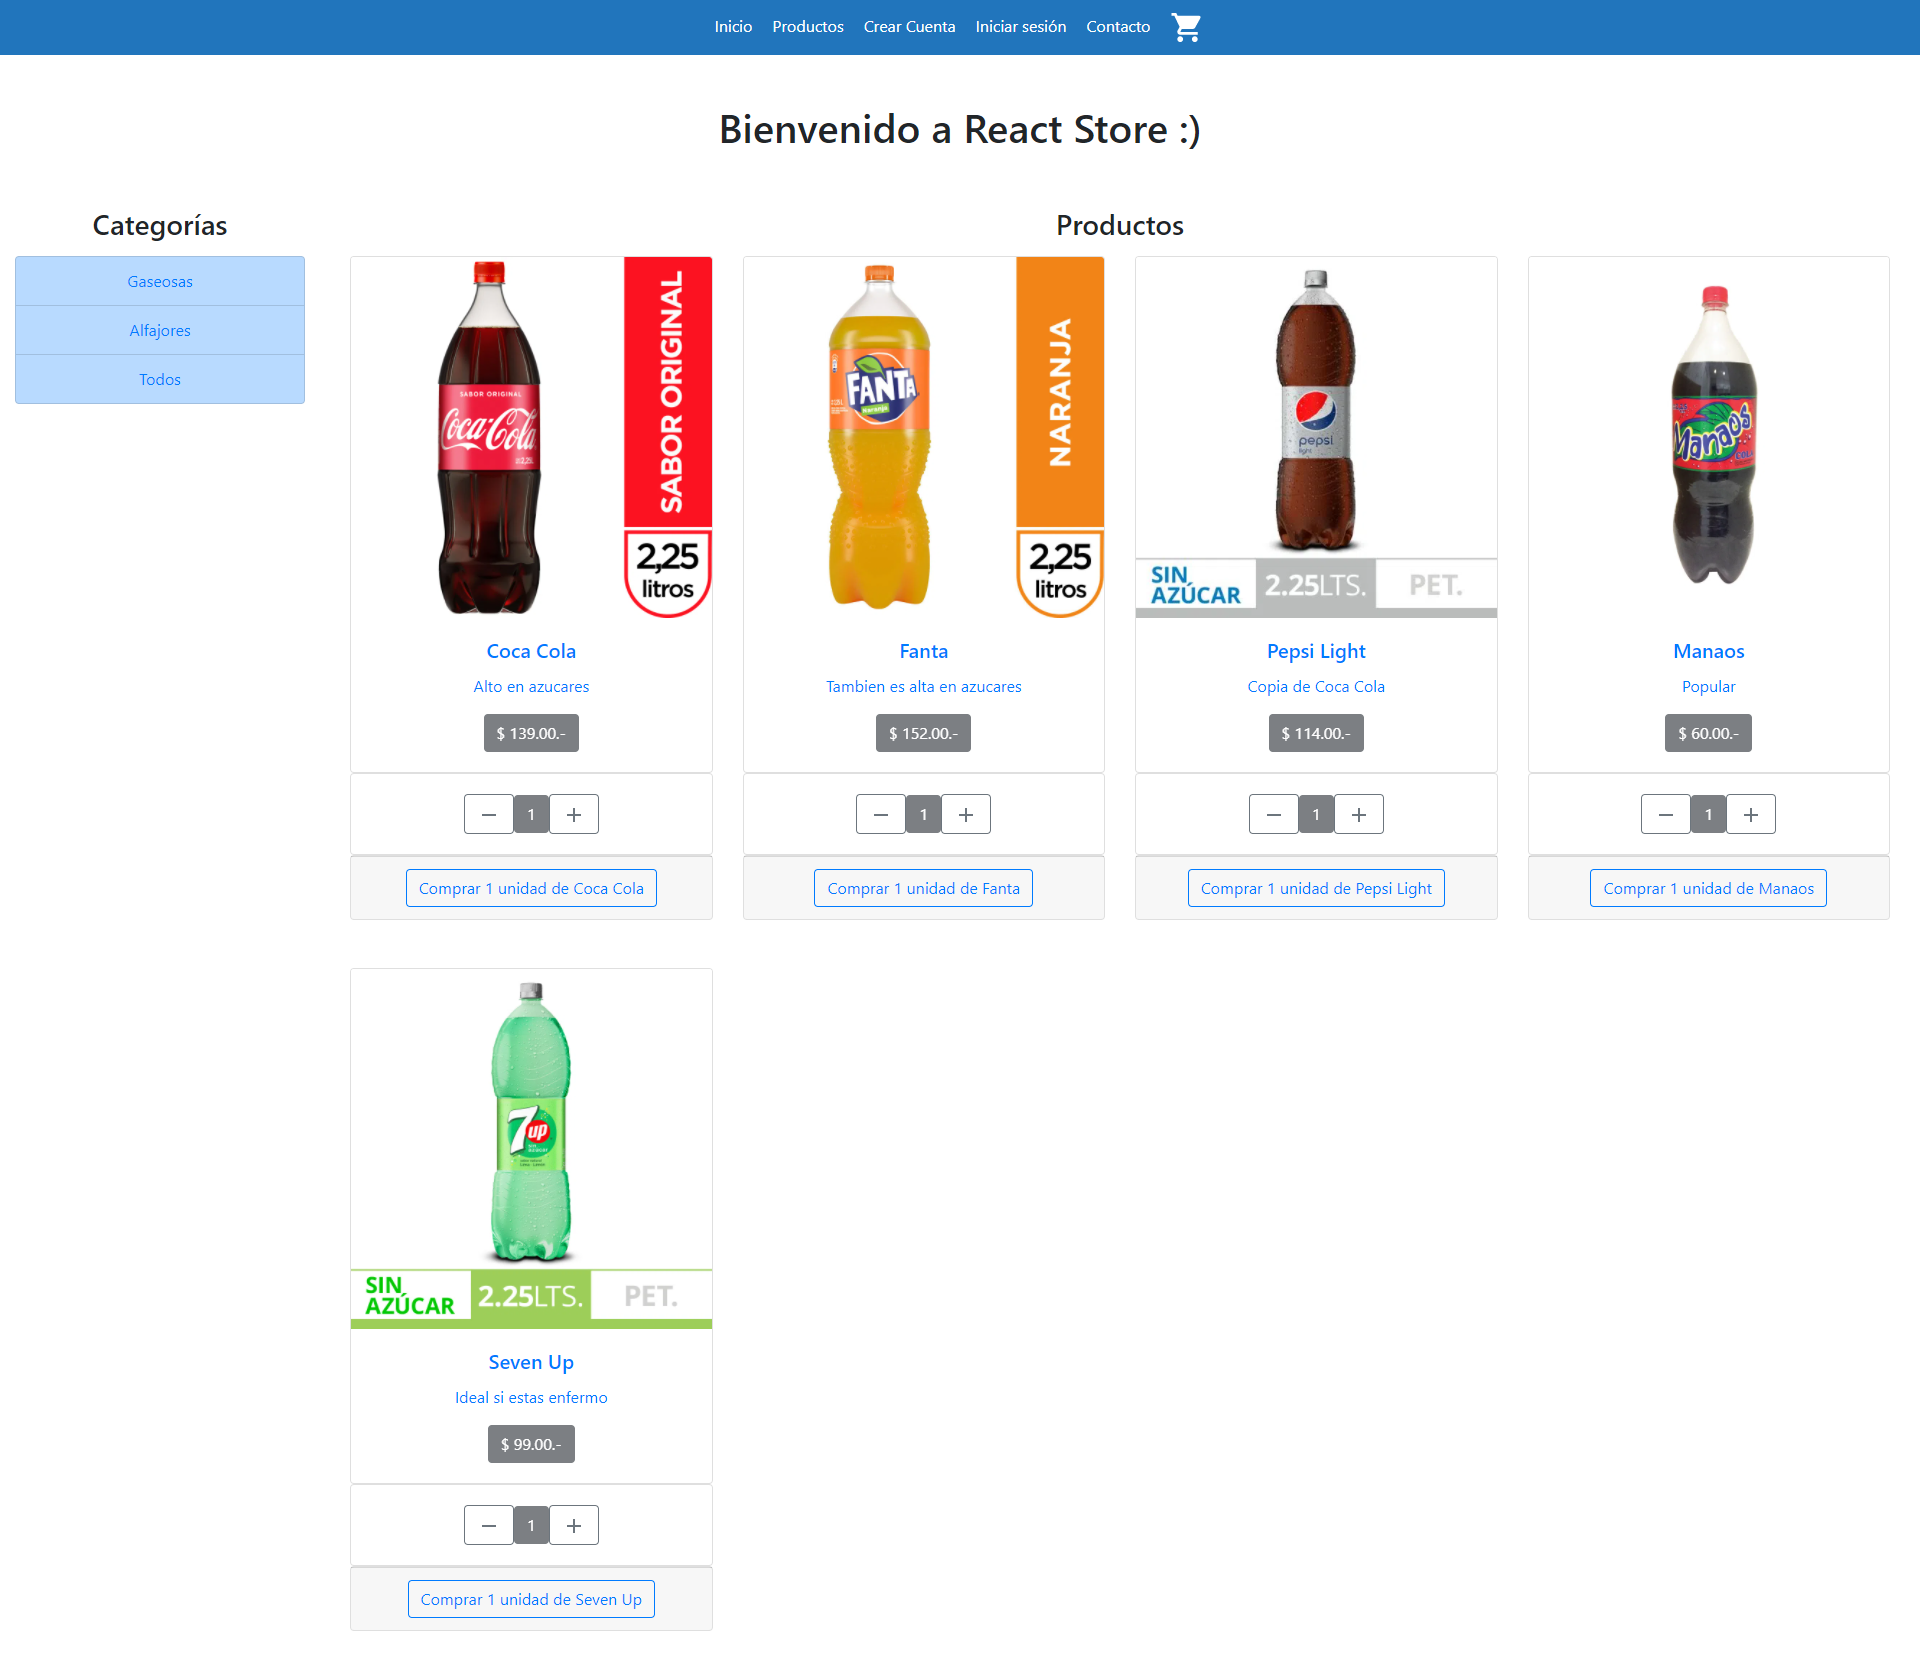 Inicio Productos Crear Cuenta Iniciar sesión Contacto
Bienvenido a React Store :)
Categorías
Gaseosas
Alfajores
Todos
Productos
SABOR ORIGINAL
Coca-Cola
SABOR ORIGINAL
2,25
litros
Coca Cola
Alto en azucares
$ 139.00.-
1
Comprar 1 unidad de Coca Cola
FANTA
Naranja
NARANJA
2,25
litros
Fanta
Tambien es alta en azucares
$ 152.00.-
1
Comprar 1 unidad de Fanta
pepsi
light
SIN AZÚCAR 2.25LTS. PET.
Pepsi Light
Copia de Coca Cola
$ 114.00.-
1
Comprar 1 unidad de Pepsi Light
Manaos
COLA
Manaos
Popular
$ 60.00.-
1
Comprar 1 unidad de Manaos
7up
SIN AZÚCAR 2.25LTS. PET.
Seven Up
Ideal si estas enfermo
$ 99.00.-
1
Comprar 1 unidad de Seven Up